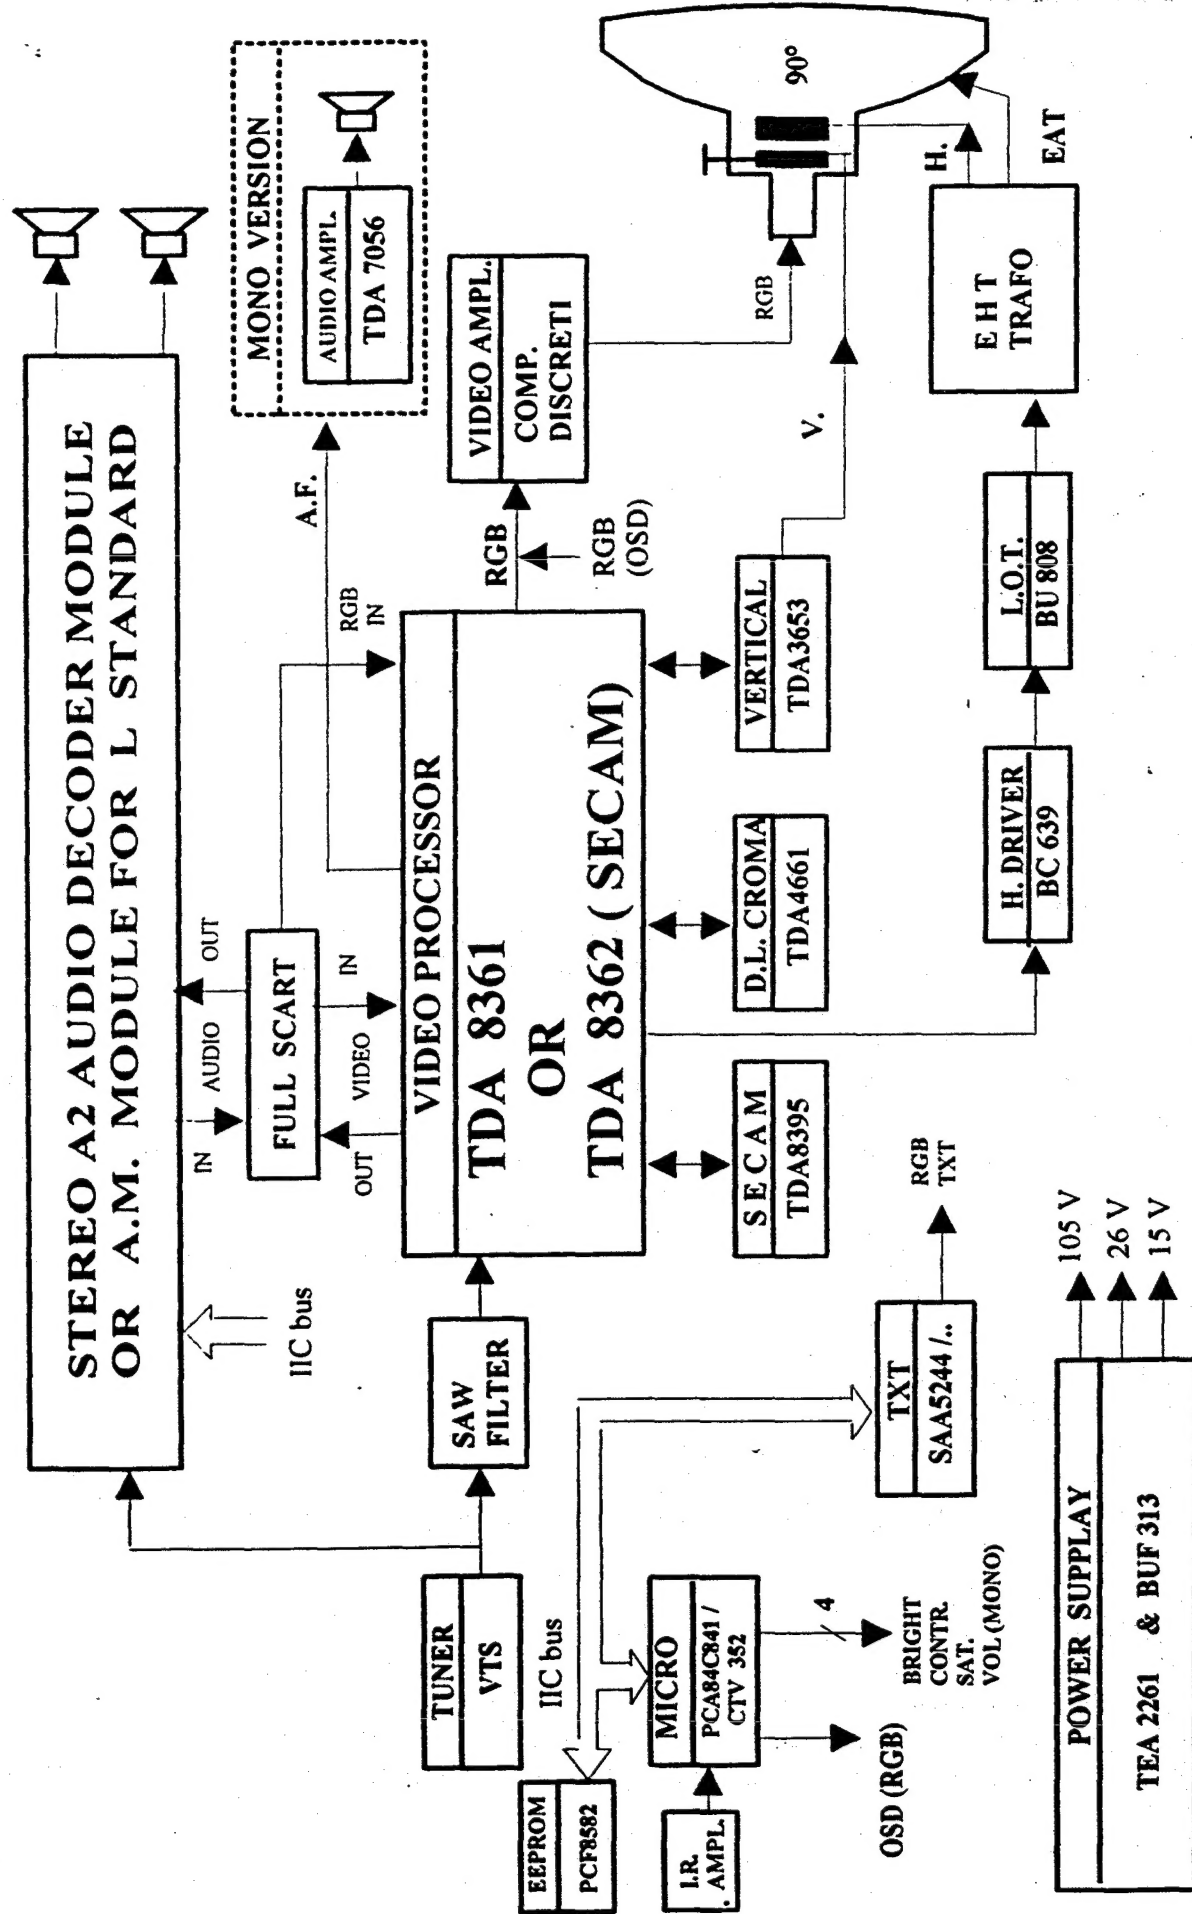 STEREO A2 AUDIO DECODER MODULE
OR A.M. MODULE FOR L STANDARD
IIC bus
IN
AUDIO
OUT
FULL SCART
OUT
VIDEO
IN
RGB
IN
A.F.
MONO VERSION
AUDIO AMPL.
TDA 7056
TUNER
VTS
SAW
FILTER
VIDEO PROCESSOR
TDA 8361
OR
TDA 8362 ( SECAM)
RGB
RGB
(OSD)
VIDEO AMPL.
COMP.
DISCRETI
RGB
90°
EEPROM
PCF8582
IIC bus
I.R.
AMPL.
MICRO
PCA84C841 /
CTV 352
OSD (RGB)
4
BRIGHT
CONTR.
SAT.
VOL (MONO)
TXT
SAA5244 /..
RGB
TXT
S E C A M
TDA8395
D.L. CROMA
TDA4661
VERTICAL
TDA3653
V.
H. DRIVER
BC 639
L.O.T.
BU 808
E H T
TRAFO
H.
EAT
POWER SUPPLAY
TEA 2261 & BUF 313
105 V
26 V
15 V